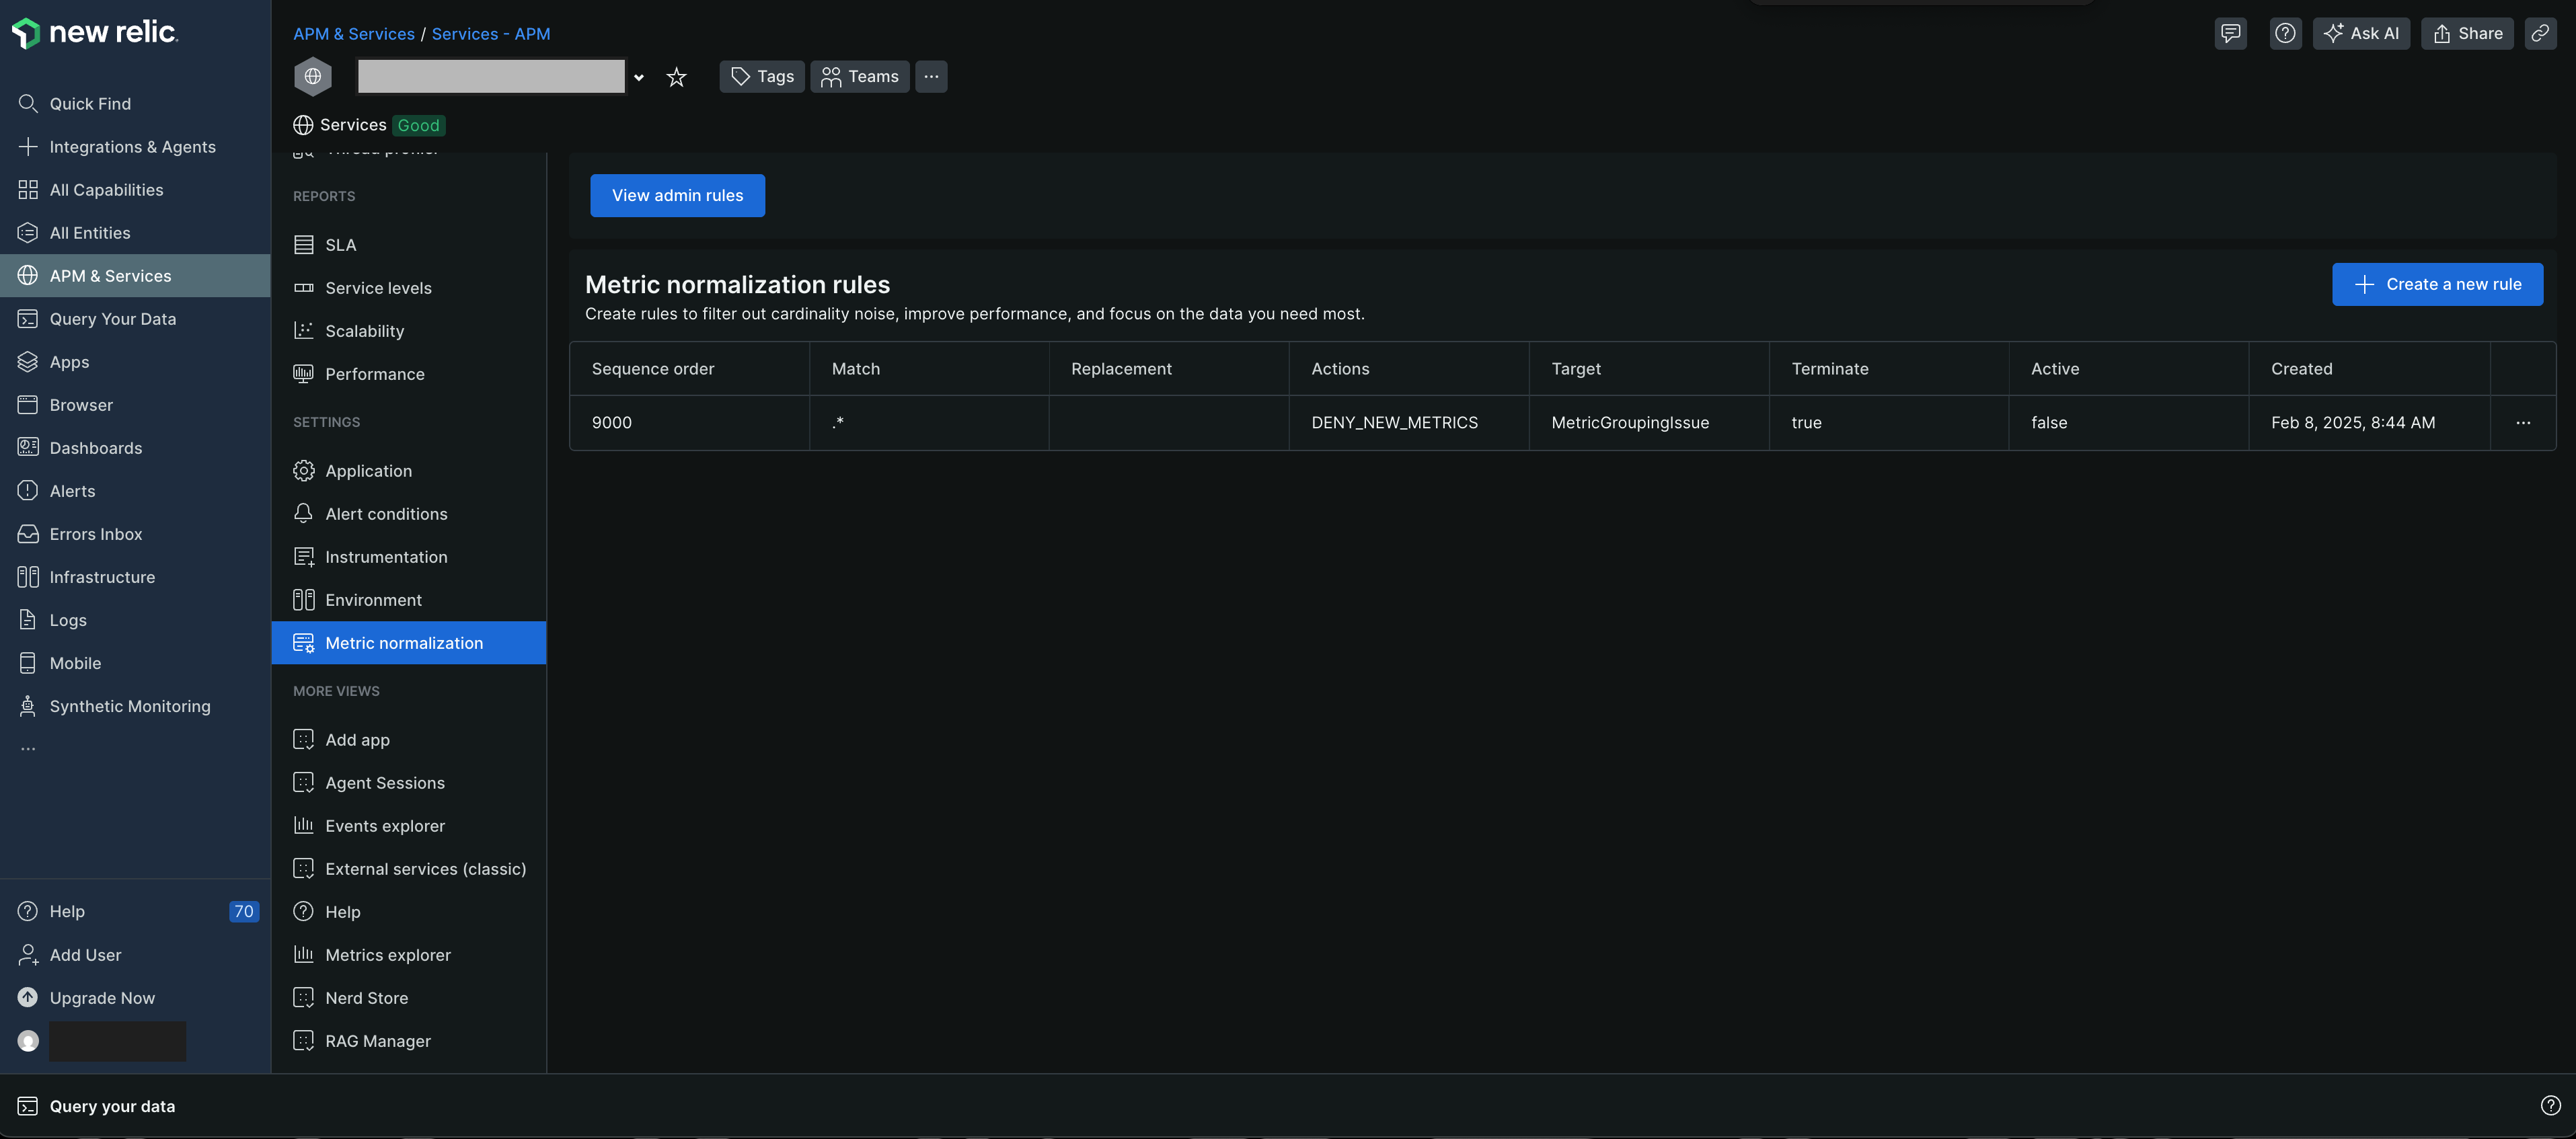 new relic.
Quick Find
Integrations & Agents
All Capabilities
All Entities
APM & Services
Query Your Data
Apps
Browser
Dashboards
Alerts
Errors Inbox
Infrastructure
Logs
Mobile
Synthetic Monitoring
...
Help 70
Add User
Upgrade Now
APM & Services / Services - APM
Ask AI
Share
Tags
Teams
...
Services Good
Thread profiler
REPORTS
SLA
Service levels
Scalability
Performance
SETTINGS
Application
Alert conditions
Instrumentation
Environment
Metric normalization
MORE VIEWS
Add app
Agent Sessions
Events explorer
External services (classic)
Help
Metrics explorer
Nerd Store
RAG Manager
View admin rules
Metric normalization rules
Create rules to filter out cardinality noise, improve performance, and focus on the data you need most.
Create a new rule
Sequence order Match Replacement Actions Target Terminate Active Created
9000 .* DENY_NEW_METRICS MetricGroupingIssue true false Feb 8, 2025, 8:44 AM ...
Query your data